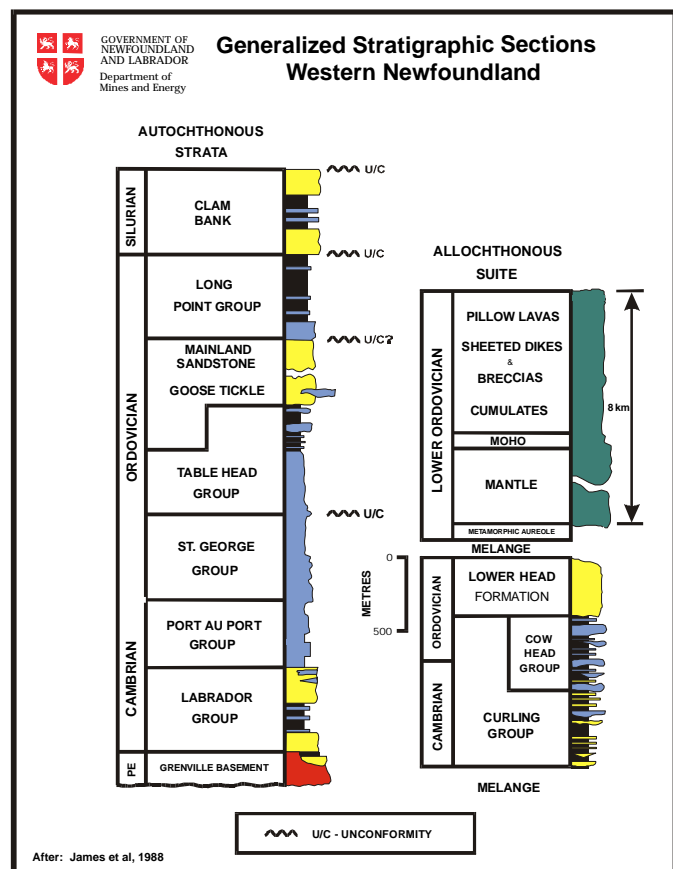 GOVERNMENT OF
NEWFOUNDLAND
AND LABRADOR
Department of
Mines and Energy
Generalized Stratigraphic Sections
Western Newfoundland
AUTOCHTHONOUS
STRATA
U/C
SILURIAN
CLAM
BANK
U/C
ORDOVICIAN
LONG
POINT GROUP
U/C?
MAINLAND
SANDSTONE
GOOSE TICKLE
TABLE HEAD
GROUP
U/C
ST. GEORGE
GROUP
CAMBRIAN
PORT AU PORT
GROUP
LABRADOR
GROUP
PE
GRENVILLE BASEMENT
ALLOCHTHONOUS
SUITE
LOWER ORDOVICIAN
PILLOW LAVAS
SHEETED DIKES
&
BRECCIAS
CUMULATES
MOHO
MANTLE
METAMORPHIC AUREOLE
8 km
MELANGE
0
METRES
500
ORDOVICIAN
LOWER HEAD
FORMATION
COW
HEAD
GROUP
CAMBRIAN
CURLING
GROUP
MELANGE
U/C - UNCONFORMITY
After: James et al, 1988